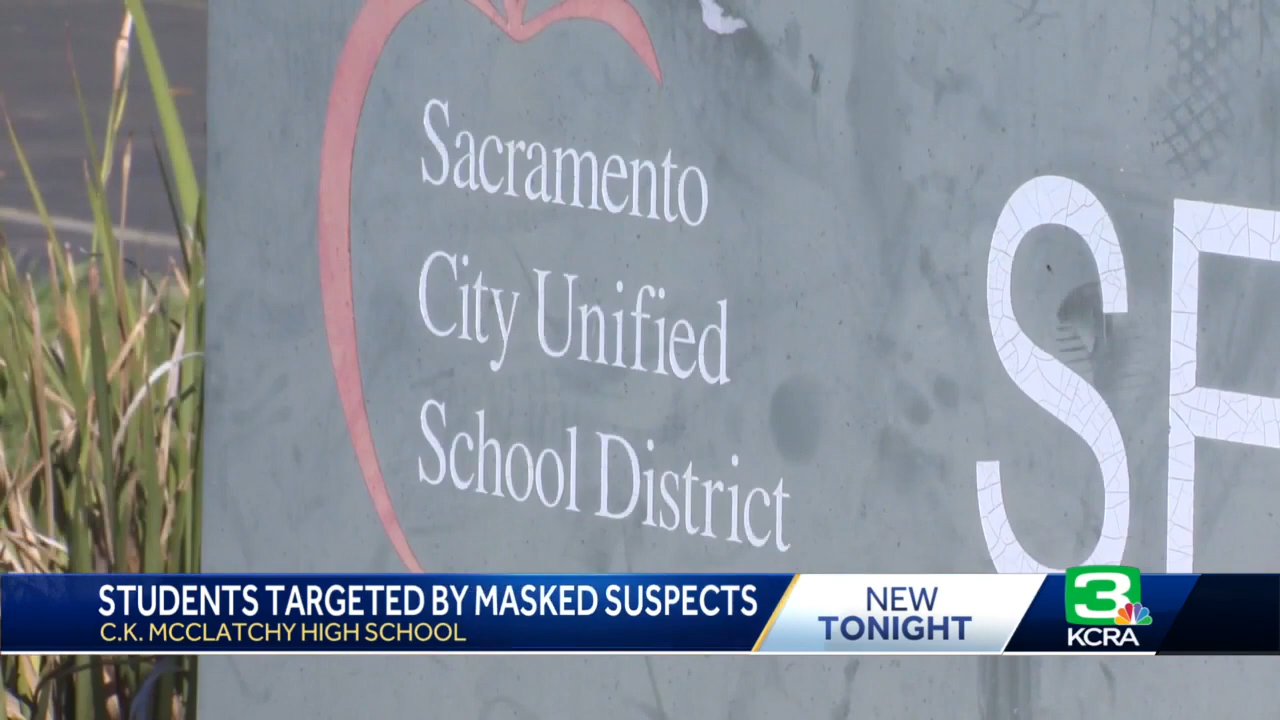 Sacramento
City Unified
School District
STUDENTS TARGETED BY MASKED SUSPECTS
C.K. MCCLATCHY HIGH SCHOOL
NEW
TONIGHT
3
KCRA